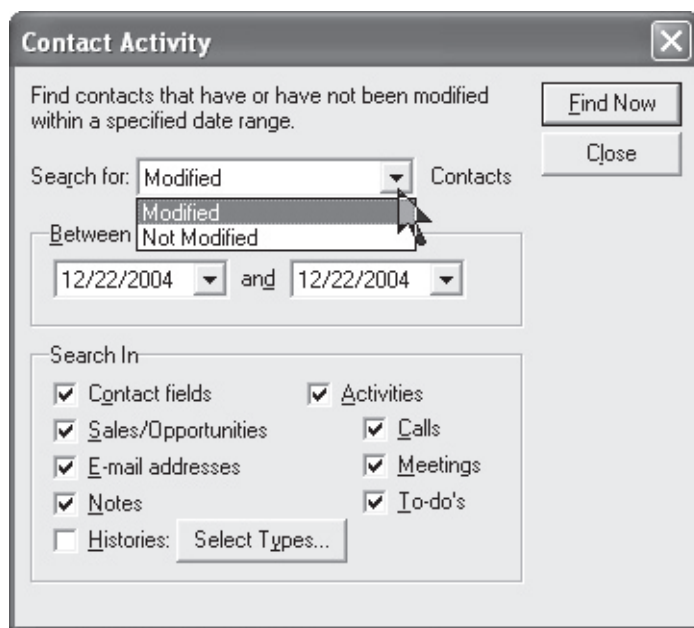 Contact Activity
Find contacts that have or have not been modified
within a specified date range.
Find Now
Close
Search for: Modified Contacts
Modified
Not Modified
Between
12/22/2004 and 12/22/2004
Search In
Contact fields Activities
Sales/Opportunities Calls
E-mail addresses Meetings
Notes To-do's
Histories: Select Types...